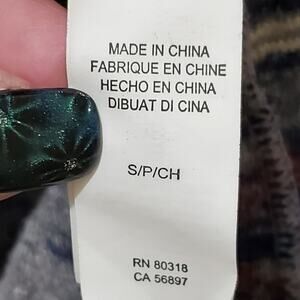 MADE IN CHINA
FABRIQUE EN CHINE
HECHO EN CHINA
DIBUAT DI CINA
S/P/CH
RN 80318
CA 56897